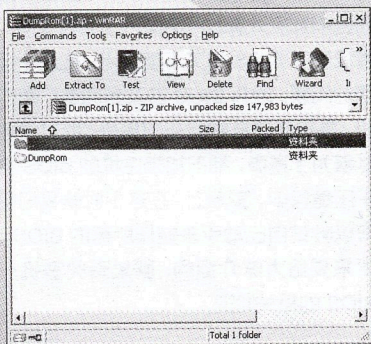 DumpRom[1].zip - WinRAR
File Commands Tools Favorites Options Help
Add Extract To Test View Delete Find Wizard
DumpRom[1].zip - ZIP archive, unpacked size 147,983 bytes
Name Size Packed Type
.. 资料夹
DumpRom 资料夹
Total 1 folder